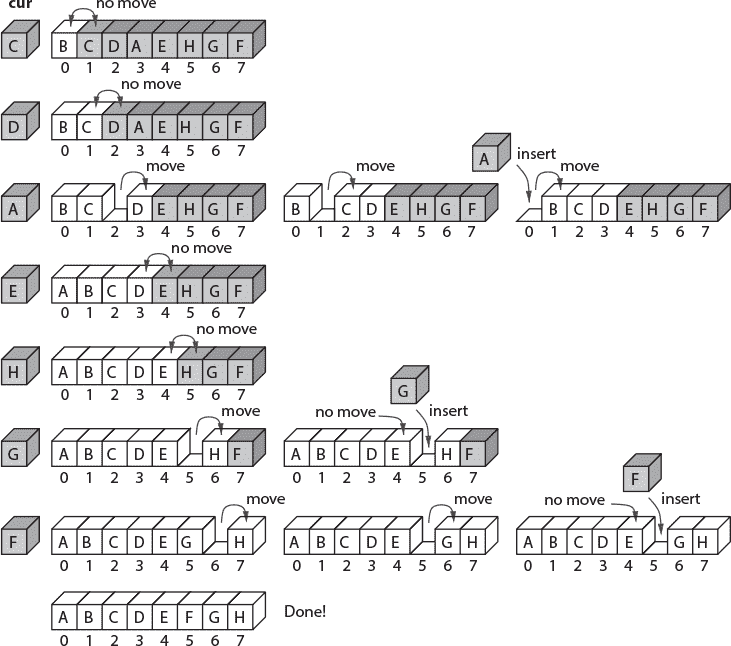 cur
no move
C B C D A E H G F
0 1 2 3 4 5 6 7
no move
D B C D A E H G F
0 1 2 3 4 5 6 7
move move A insert move
A B C D E H G F B C D E H G F B C D E H G F
0 1 2 3 4 5 6 7 0 1 2 3 4 5 6 7 0 1 2 3 4 5 6 7
no move
E A B C D E H G F
0 1 2 3 4 5 6 7
no move
H A B C D E H G F
0 1 2 3 4 5 6 7
G
move no move insert
G A B C D E H F A B C D E H F
0 1 2 3 4 5 6 7 0 1 2 3 4 5 6 7
F
move move no move insert
F A B C D E G H A B C D E G H A B C D E G H
0 1 2 3 4 5 6 7 0 1 2 3 4 5 6 7 0 1 2 3 4 5 6 7
A B C D E F G H Done!
0 1 2 3 4 5 6 7